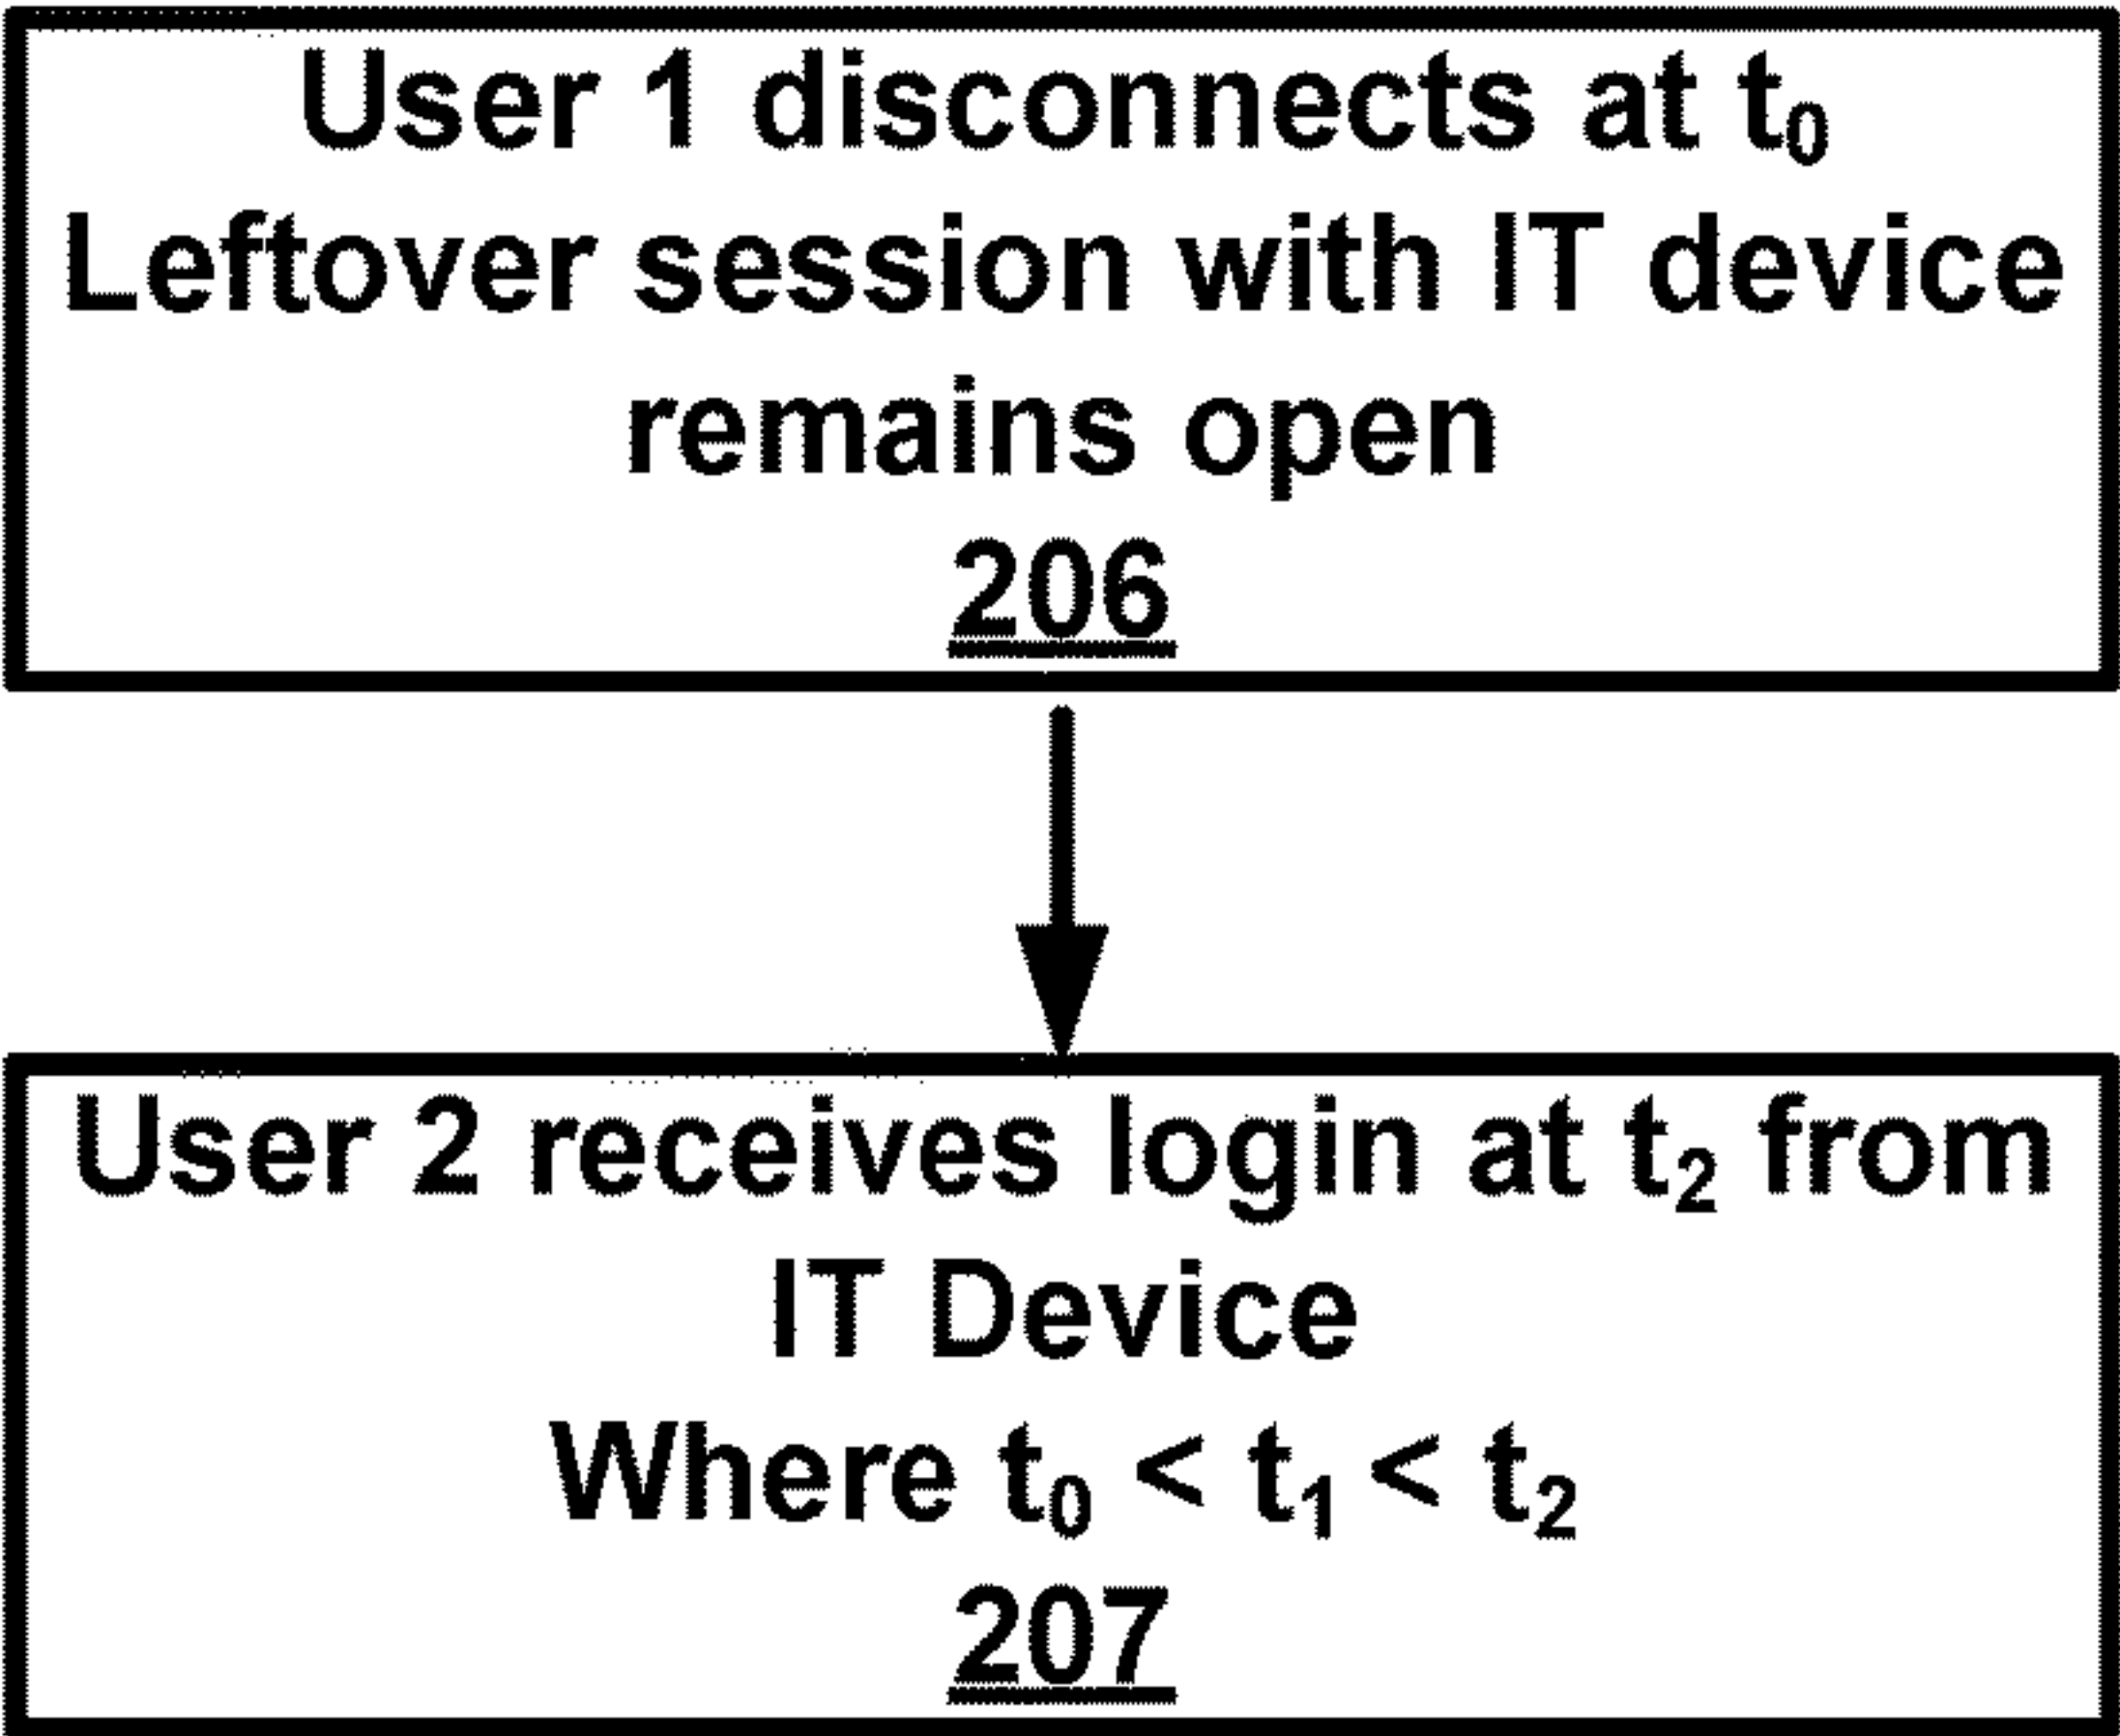 User 1 disconnects at t₀
Leftover session with IT device
remains open
206
User 2 receives login at t₂ from
IT Device
Where t₀ < t₁ < t₂
207